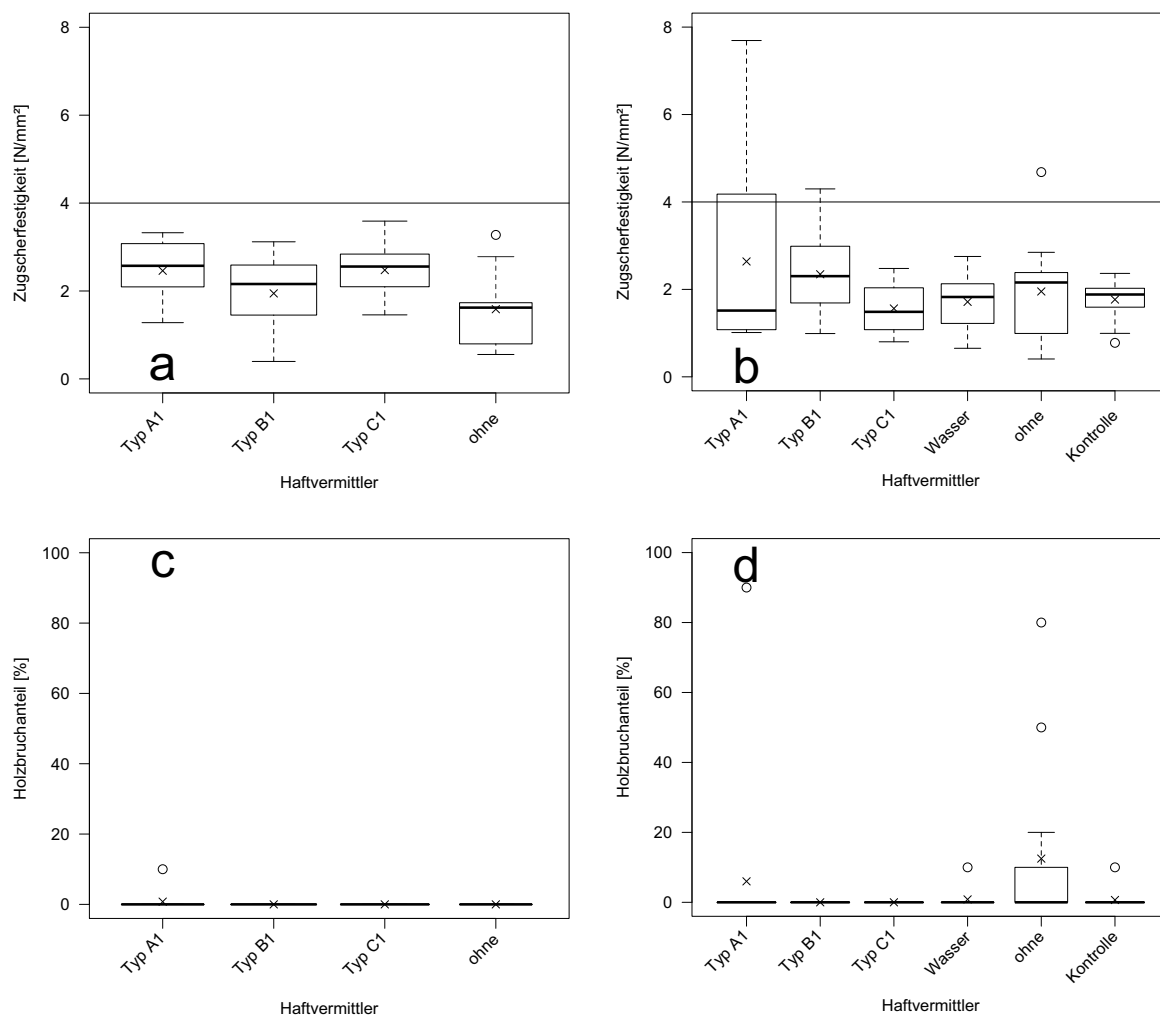 Zugscherfestigkeit [N/mm²]
8
6
4
2
0
a
Typ A1
Typ B1
Typ C1
ohne
Haftvermittler
Zugscherfestigkeit [N/mm²]
8
6
4
2
0
b
Typ A1
Typ B1
Typ C1
Wasser
ohne
Kontrolle
Haftvermittler
Holzbruchanteil [%]
100
80
60
40
20
0
c
Typ A1
Typ B1
Typ C1
ohne
Haftvermittler
Holzbruchanteil [%]
100
80
60
40
20
0
d
Typ A1
Typ B1
Typ C1
Wasser
ohne
Kontrolle
Haftvermittler